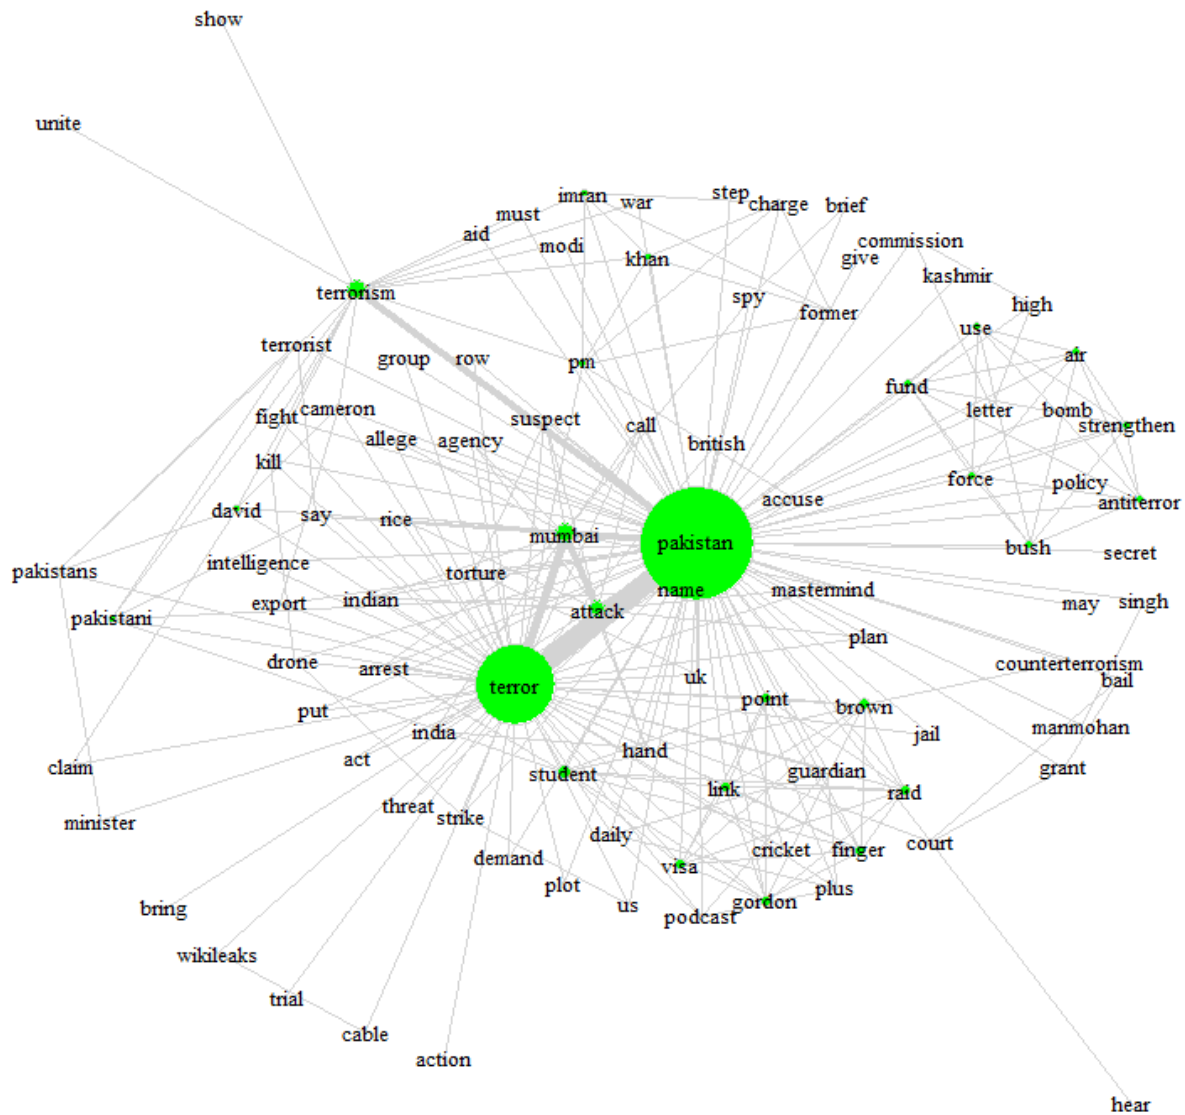 show
unite
imran
war
step
charge
brief
must
aid
modi
khan
commission
give
kashmir
terrorism
spy
former
high
use
terrorist
group
row
pm
air
fund
fight
cameron
suspect
call
letter
bomb
strengthen
allege
agency
british
kill
force
policy
accuse
antiterror
david
say
rice
mumbai
pakistan
bush
secret
pakistans
intelligence
torture
name
mastermind
export
indian
attack
may
singh
pakistani
plan
drone
arrest
terror
uk
counterterrorism
bail
put
point
brown
india
jail
manmohan
act
hand
claim
student
link
guardian
grant
raid
minister
threat
strike
daily
demand
visa
cricket
finger
court
plot
plus
bring
us
podcast
gordon
wikileaks
trial
cable
action
hear